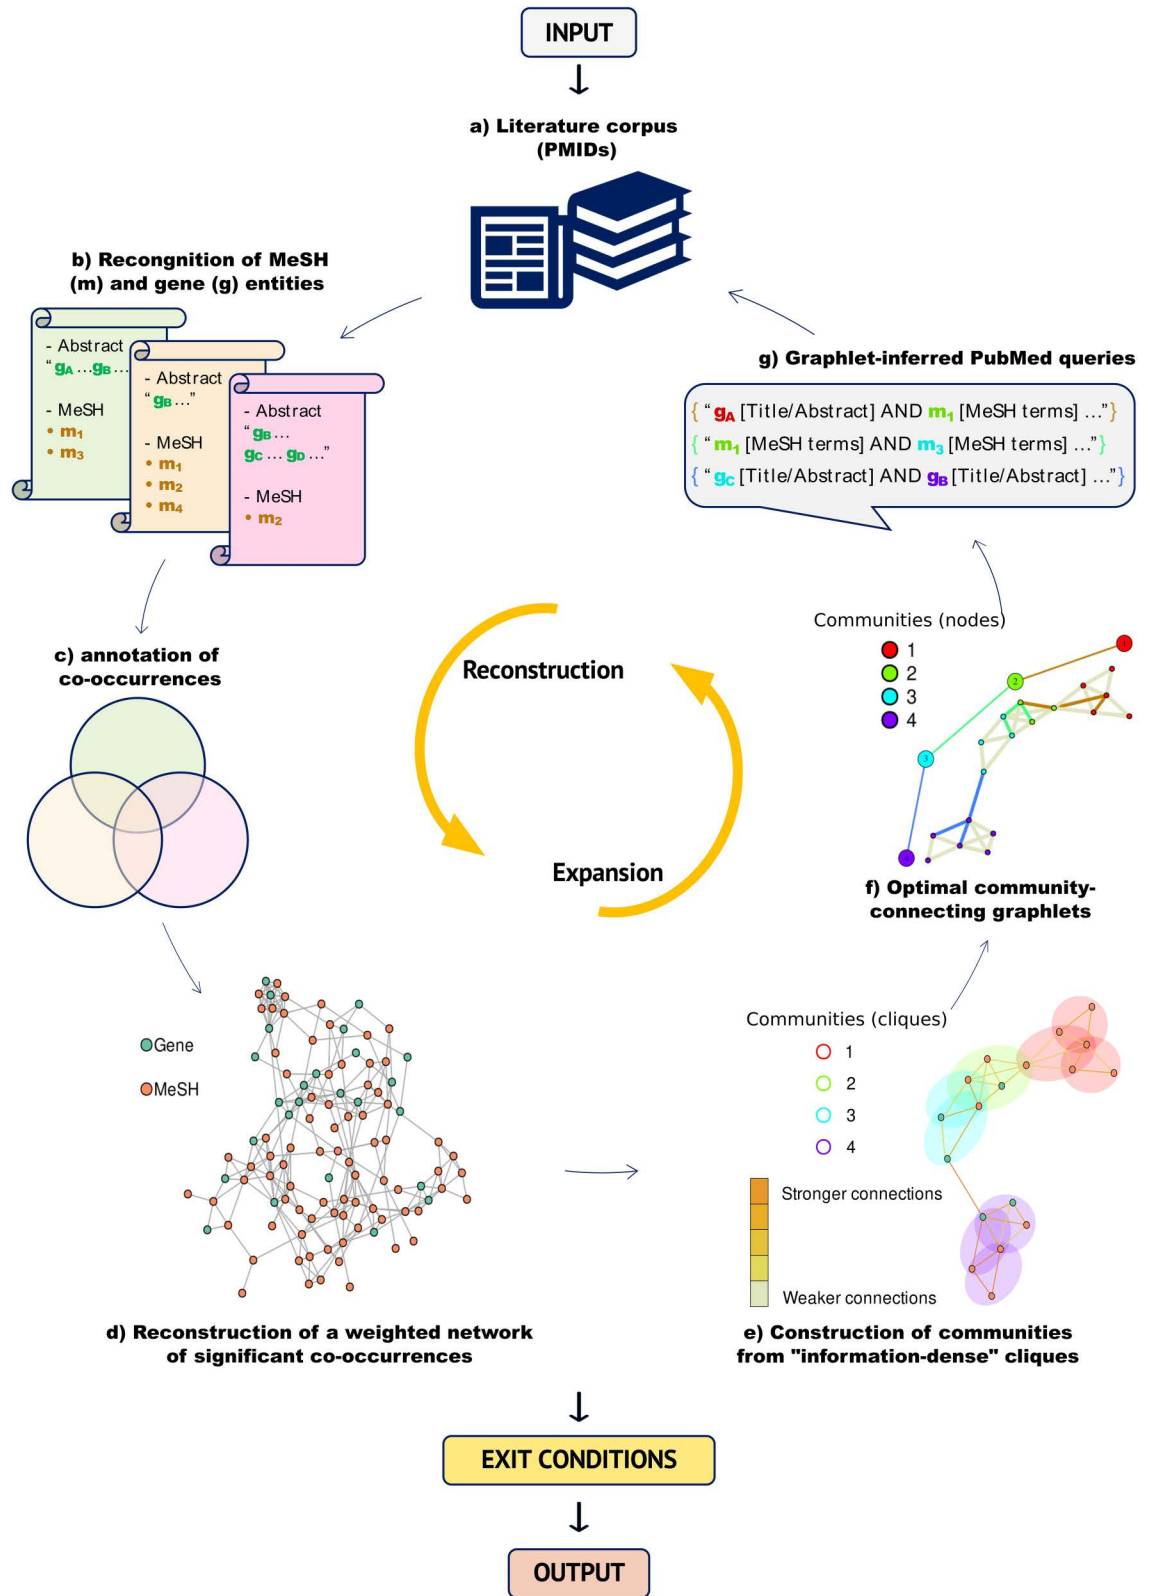 INPUT
a) Literature corpus
(PMIDs)
b) Recongnition of MeSH
(m) and gene (g) entities
- Abstract
“gA ...gB ...
- MeSH
• m1
• m3
- Abstract
“gB ...”
- MeSH
• m1
• m2
• m4
- Abstract
“gB ...
gC ... gD ...”
- MeSH
• m2
g) Graphlet-inferred PubMed queries
{ “gA [Title/Abstract] AND m1 [MeSH terms] ...”}
{ “m1 [MeSH terms] AND m3 [MeSH terms] ...”}
{ “gC [Title/Abstract] AND gB [Title/Abstract] ...”}
c) annotation of
co-occurrences
Reconstruction
Expansion
Communities (nodes)
1
2
3
4
1
2
3
4
f) Optimal community-
connecting graphlets
Gene
MeSH
d) Reconstruction of a weighted network
of significant co-occurrences
Communities (cliques)
1
2
3
4
Stronger connections
Weaker connections
e) Construction of communities
from "information-dense" cliques
EXIT CONDITIONS
OUTPUT